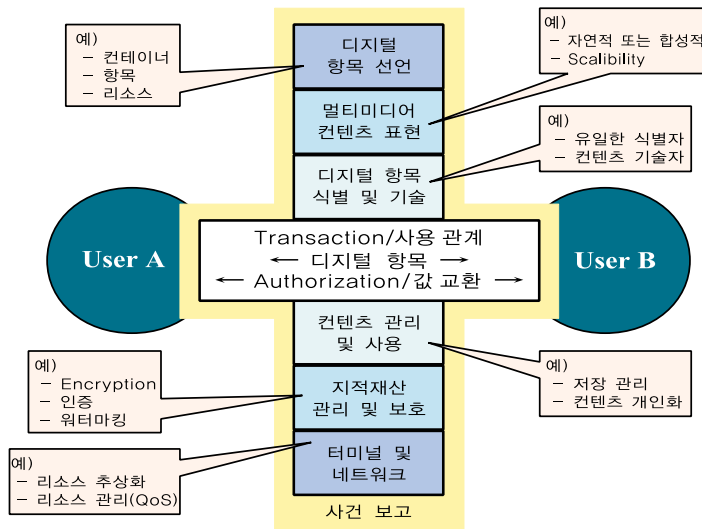 예)
– 컨테이너
– 항목
– 리소스
디지털
항목 선언
예)
– 자연적 또는 합성적
– Scalibility
멀티미디어
컨텐츠 표현
예)
– 유일한 식별자
– 컨텐츠 기술자
디지털 항목
식별 및 기술
User A
Transaction/사용 관계
← 디지털 항목 →
← Authorization/값 교환 →
User B
컨텐츠 관리
및 사용
예)
– Encryption
– 인증
– 워터마킹
예)
– 저장 관리
– 컨텐츠 개인화
지적재산
관리 및 보호
예)
– 리소스 추상화
– 리소스 관리(QoS)
터미널 및
네트워크
사건 보고